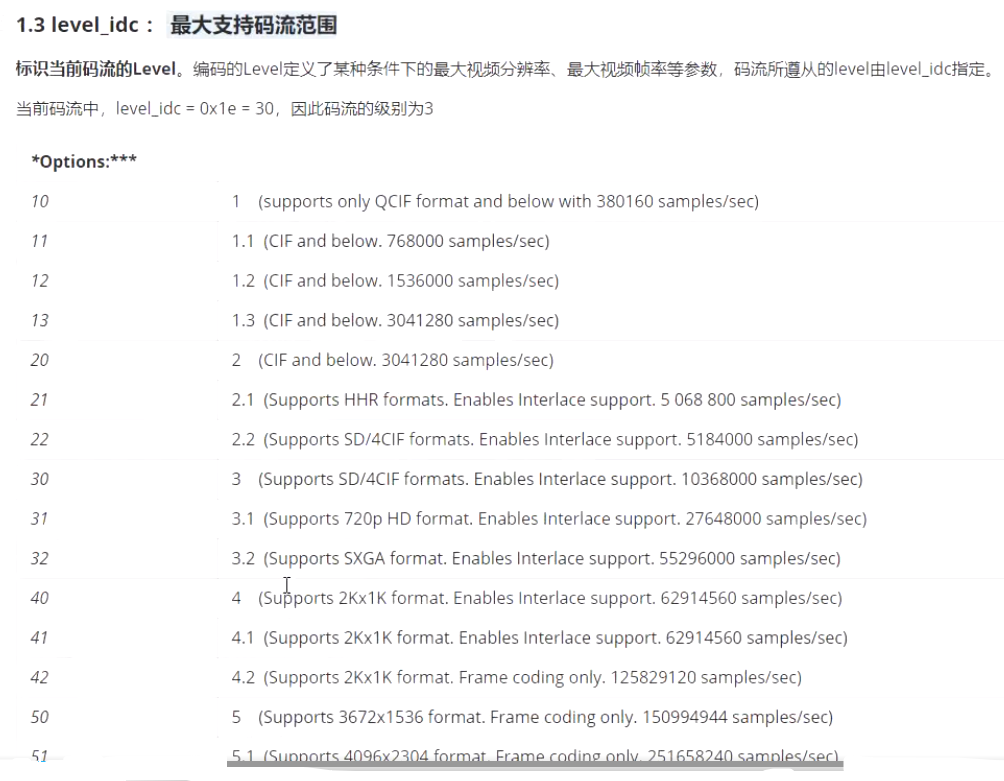 1.3 level_idc： 最大支持码流范围
标识当前码流的Level。编码的Level定义了某种条件下的最大视频分辨率、最大视频帧率等参数，码流所遵从的level由level_idc指定。
当前码流中，level_idc = 0x1e = 30，因此码流的级别为3
*Options:***
10 1 (supports only QCIF format and below with 380160 samples/sec)
11 1.1 (CIF and below. 768000 samples/sec)
12 1.2 (CIF and below. 1536000 samples/sec)
13 1.3 (CIF and below. 3041280 samples/sec)
20 2 (CIF and below. 3041280 samples/sec)
21 2.1 (Supports HHR formats. Enables Interlace support. 5 068 800 samples/sec)
22 2.2 (Supports SD/4CIF formats. Enables Interlace support. 5184000 samples/sec)
30 3 (Supports SD/4CIF formats. Enables Interlace support. 10368000 samples/sec)
31 3.1 (Supports 720p HD format. Enables Interlace support. 27648000 samples/sec)
32 3.2 (Supports SXGA format. Enables Interlace support. 55296000 samples/sec)
40 4 (Supports 2Kx1K format. Enables Interlace support. 62914560 samples/sec)
41 4.1 (Supports 2Kx1K format. Enables Interlace support. 62914560 samples/sec)
42 4.2 (Supports 2Kx1K format. Frame coding only. 125829120 samples/sec)
50 5 (Supports 3672x1536 format. Frame coding only. 150994944 samples/sec)
51 5.1 (Supports 4096x2304 format. Frame coding only. 251658240 samples/sec)